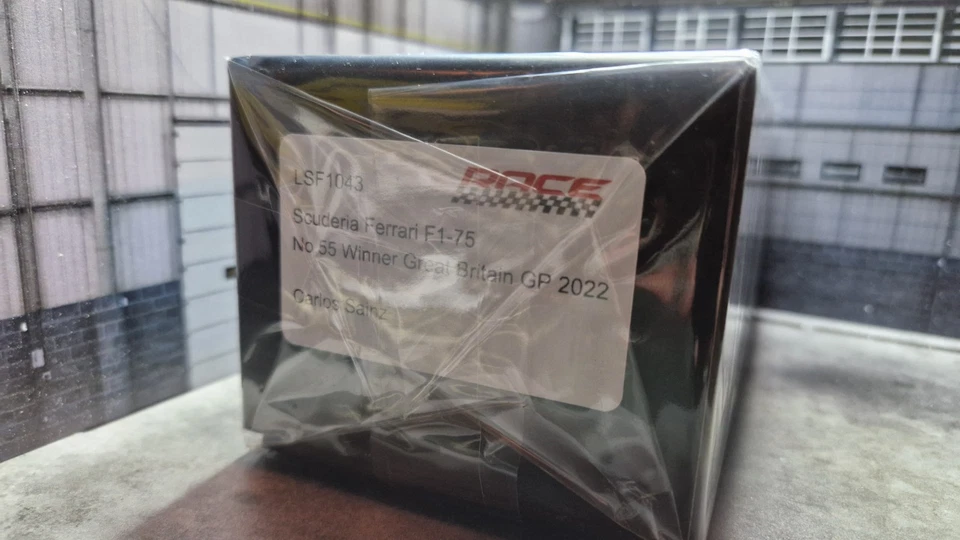 LSF1043
RACE
Scuderia Ferrari F1-75
No 55 Winner Great Britain GP 2022
Carlos Sainz